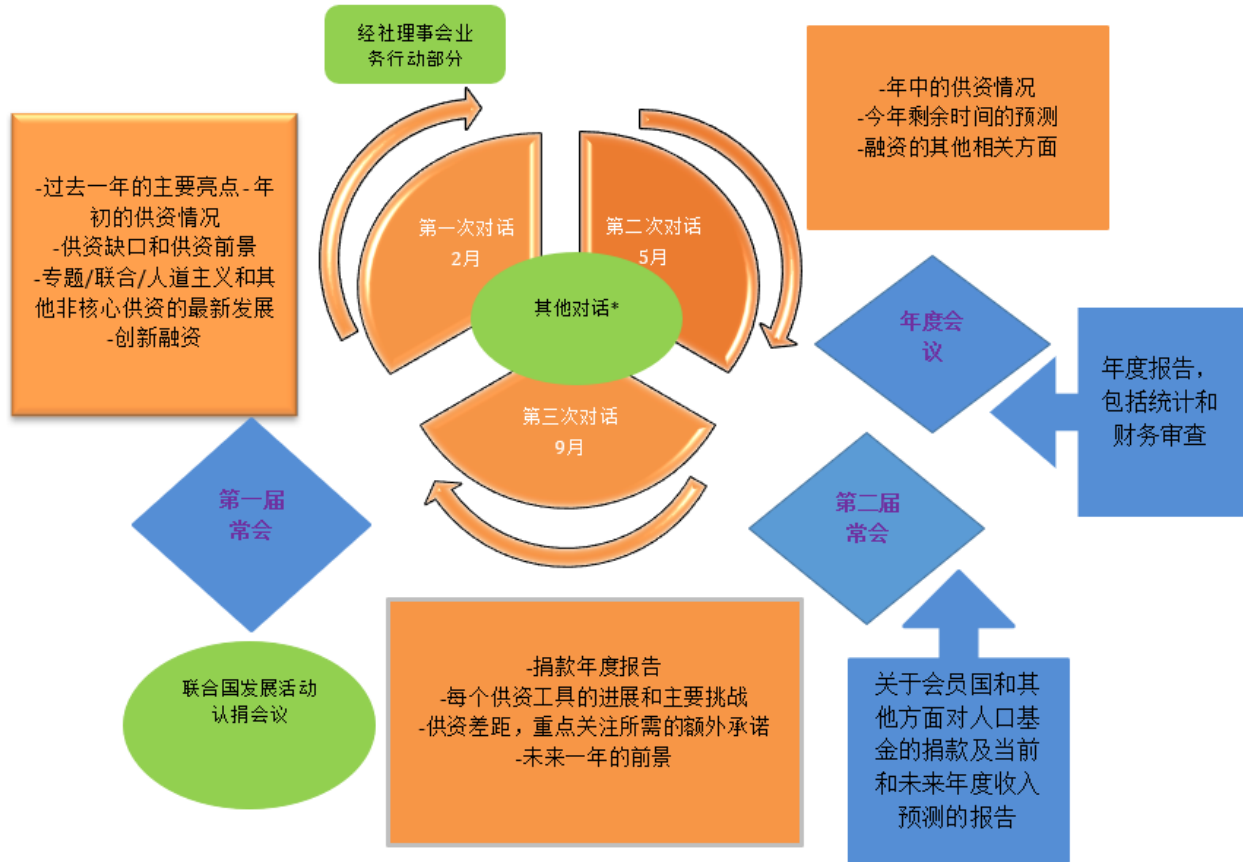 经社理事会业
务行动部分
-年中的供资情况
-今年剩余时间的预测
-融资的其他相关方面
-过去一年的主要亮点-年
初的供资情况
-供资缺口和供资前景
-专题/联合/人道主义和其
他非核心供资的最新发展
-创新融资
第一次对话
2月
第二次对话
5月
其他对话*
第三次对话
9月
年度会
议
年度报告，
包括统计和
财务审查
第一届
常会
第二届
常会
联合国发展活动
认捐会议
-捐款年度报告
-每个供资工具的进展和主要挑战
-供资差距，重点关注所需的额外承诺
-未来一年的前景
关于会员国和其
他方面对人口基
金的捐款及当前
和未来年度收入
预测的报告